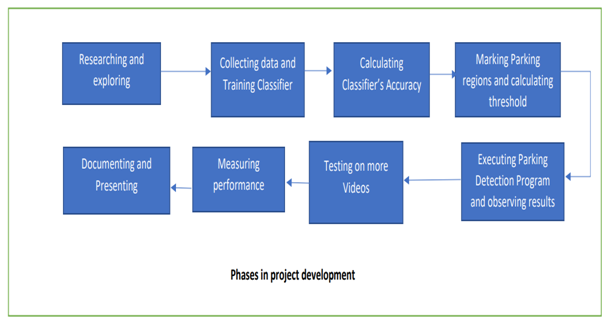 Researching and
exploring
Collecting data and
Training Classifier
Calculating
Classifier's Accuracy
Marking Parking
regions and calculating
threshold
Executing Parking
Detection Program
and observing results
Testing on more
Videos
Measuring
performance
Documenting and
Presenting
Phases in project development